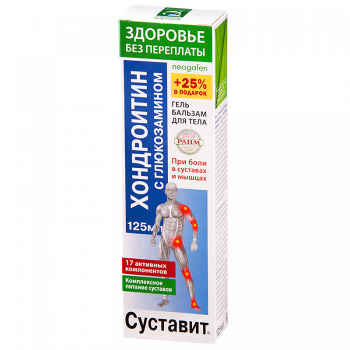 ЗДОРОВЬЕ
БЕЗ ПЕРЕПЛАТЫ
neogalen
+25%
В ПОДАРОК
ХОНДРОИТИН
С ГЛЮКОЗАМИНОМ
125мл
ГЕЛЬ
БАЛЬЗАМ
ДЛЯ ТЕЛА
РАНМ
При боли
в суставах и
мышцах
17 активных
компонентов
Комплексное
питание суставов
Суставит®